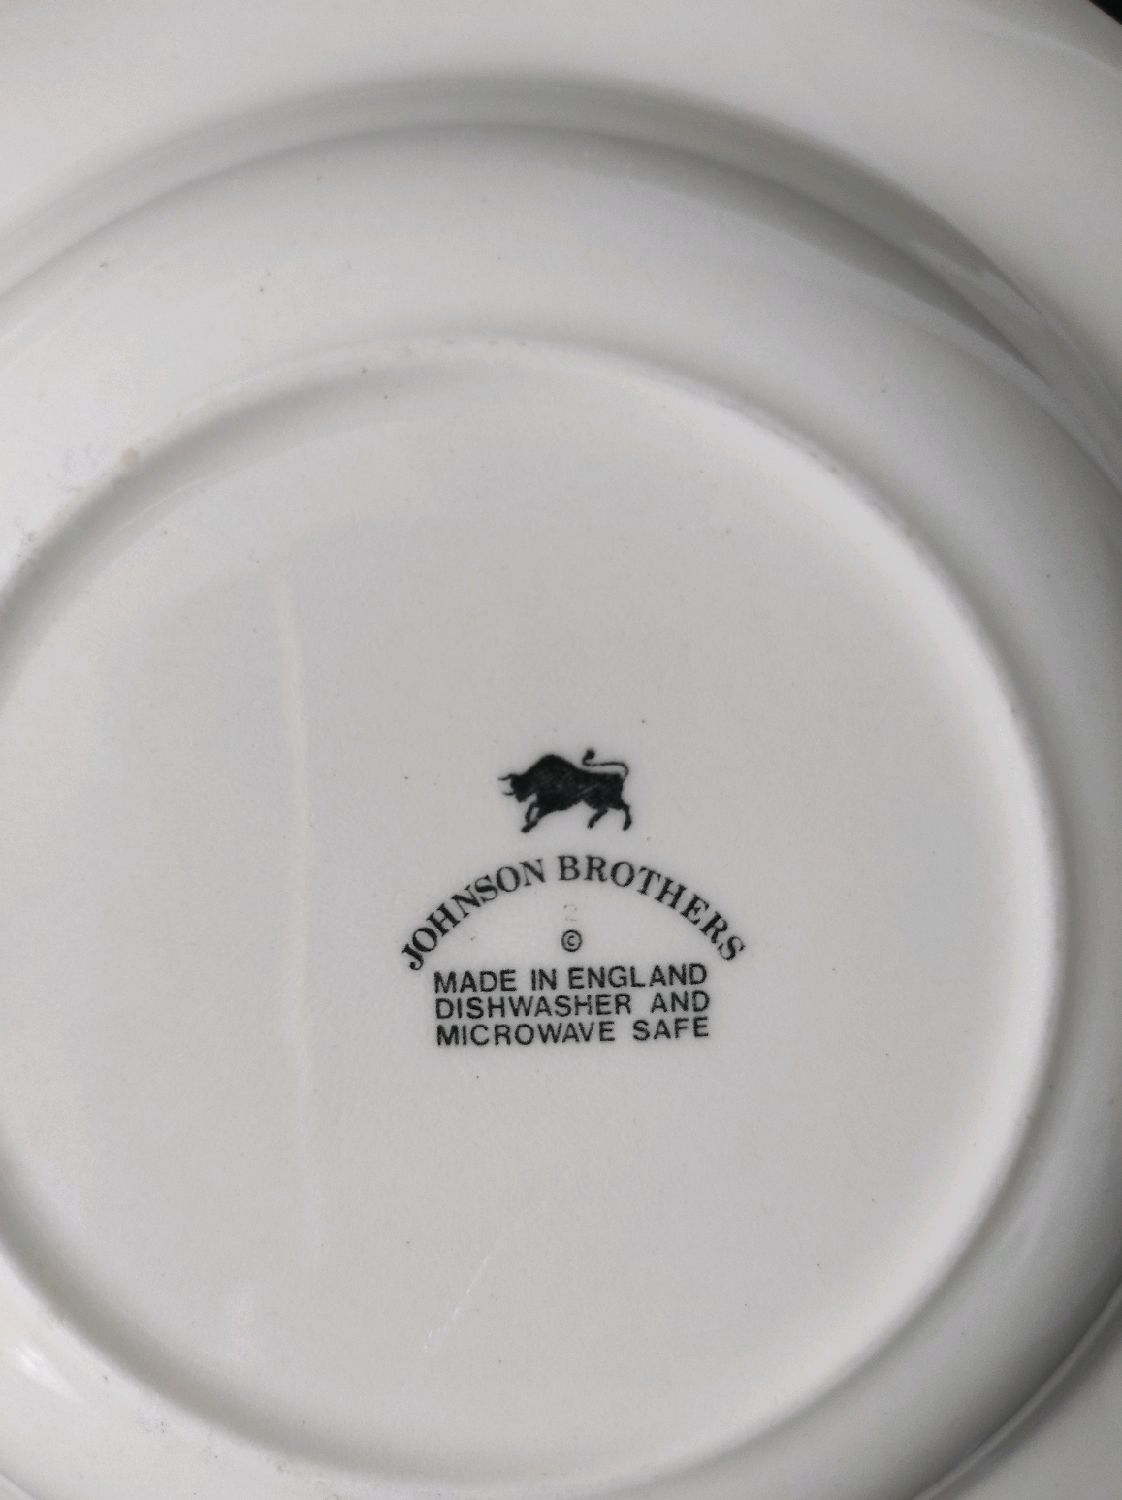 JOHNSON BROTHERS
©
MADE IN ENGLAND
DISHWASHER AND
MICROWAVE SAFE